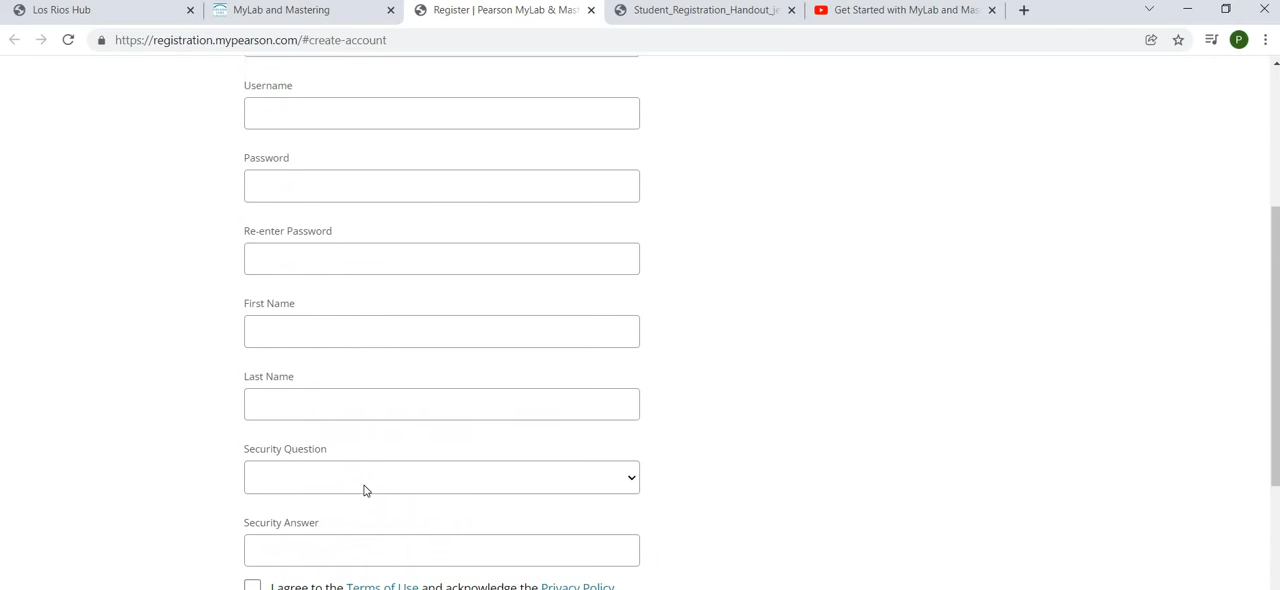 Los Rios Hub
MyLab and Mastering
Register | Pearson MyLab & Mast
Student_Registration_Handout_je
Get Started with MyLab and Mas
https://registration.mypearson.com/#create-account
P
Username
Password
Re-enter Password
First Name
Last Name
Security Question
Security Answer
I agree to the Terms of Use and acknowledge the Privacy Policy.